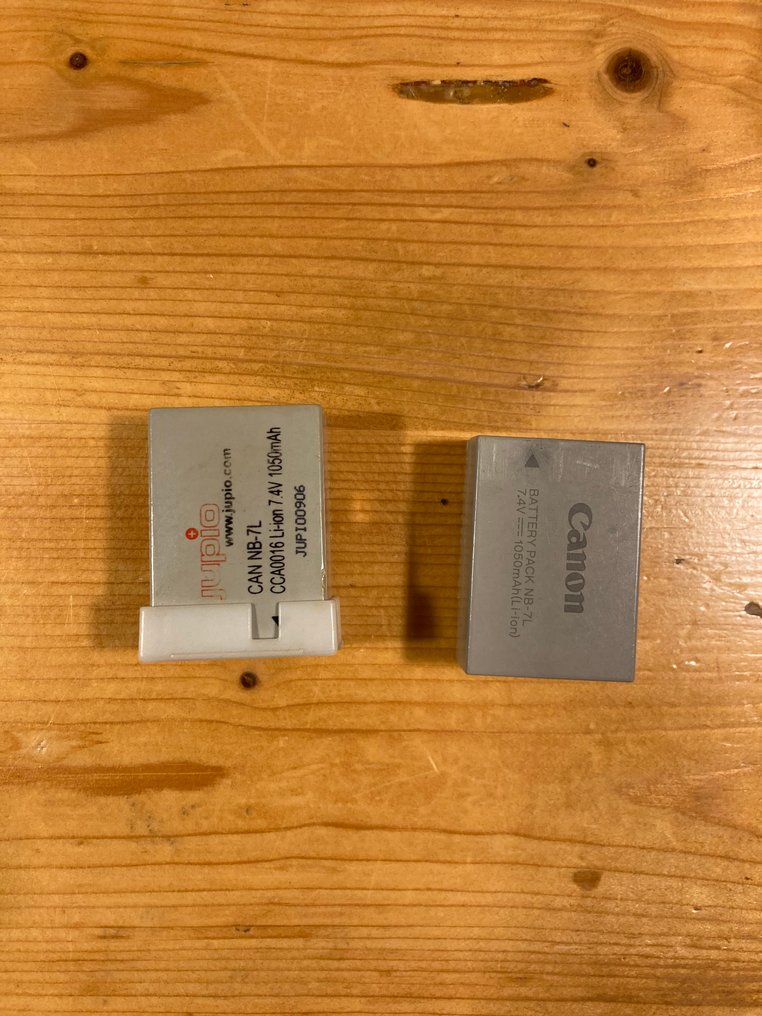 jupio
www.jupio.com
CAN NB-7L
CCA0016 Li-ion 7.4V 1050mAh
JUPI00906
Canon
BATTERY PACK NB-7L
7.4V ⎓ 1050mAh(Li-ion)